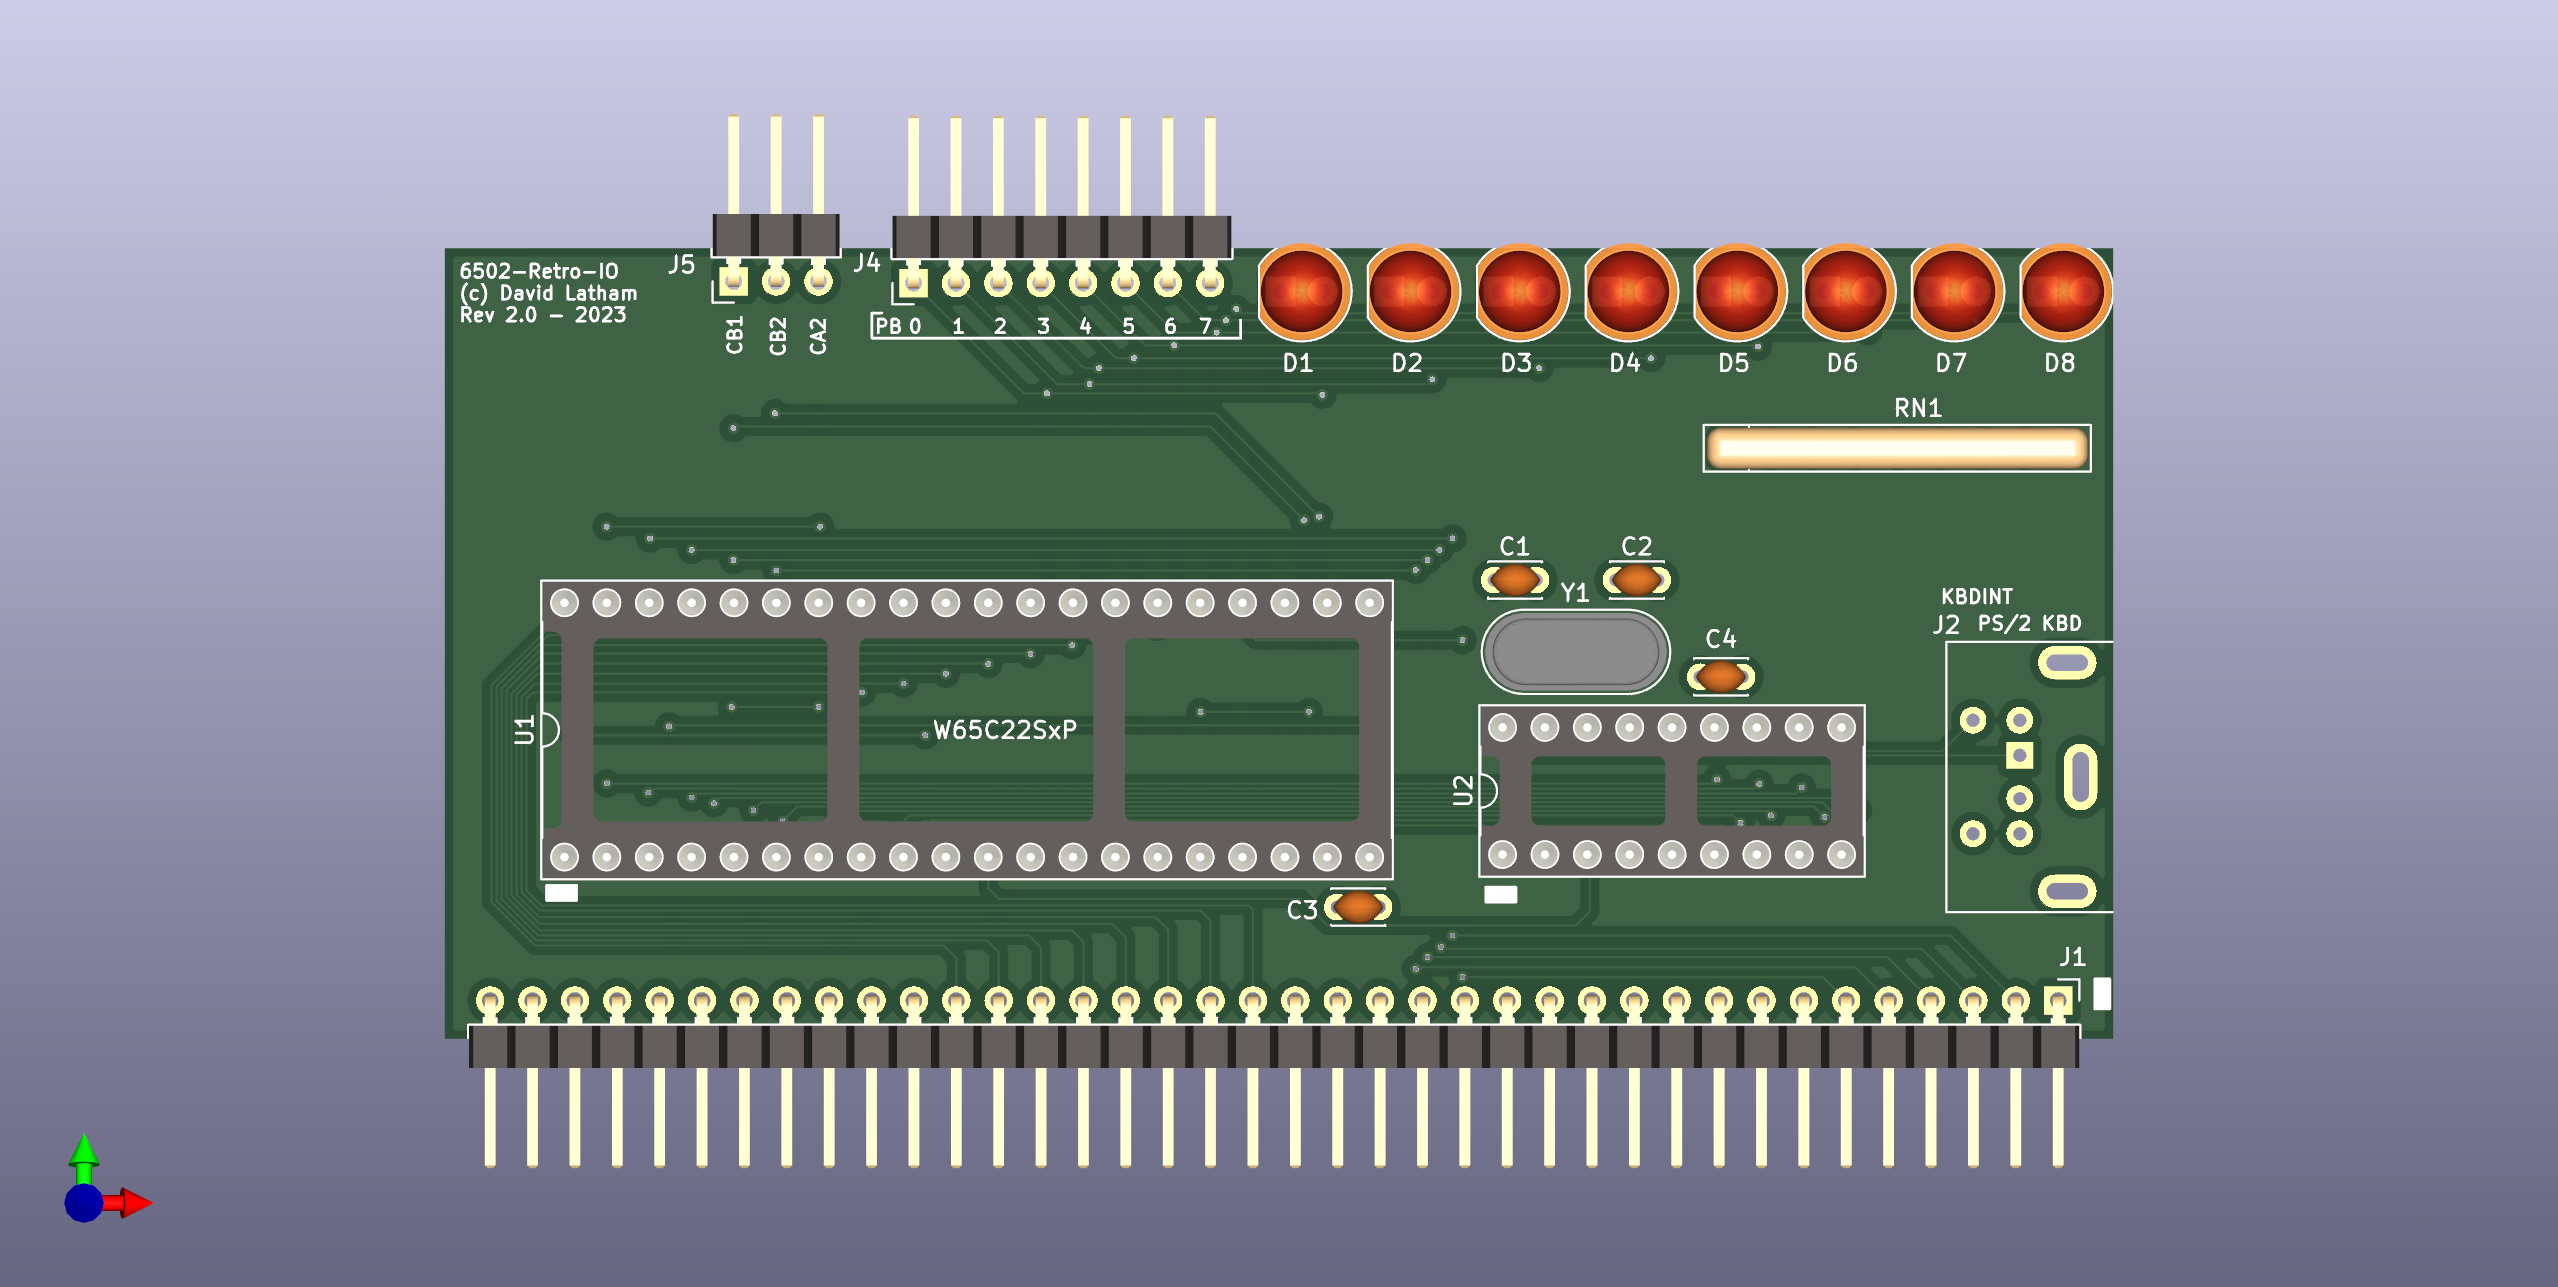 6502-Retro-IO
(c) David Latham
Rev 2.0 - 2023
J5
CB1
CB2
CA2
J4
PB 0 1 2 3 4 5 6 7
D1 D2 D3 D4 D5 D6 D7 D8
RN1
C1 C2
Y1
KBDINT
J2 PS/2 KBD
C4
U1
W65C22SxP
U2
C3
J1